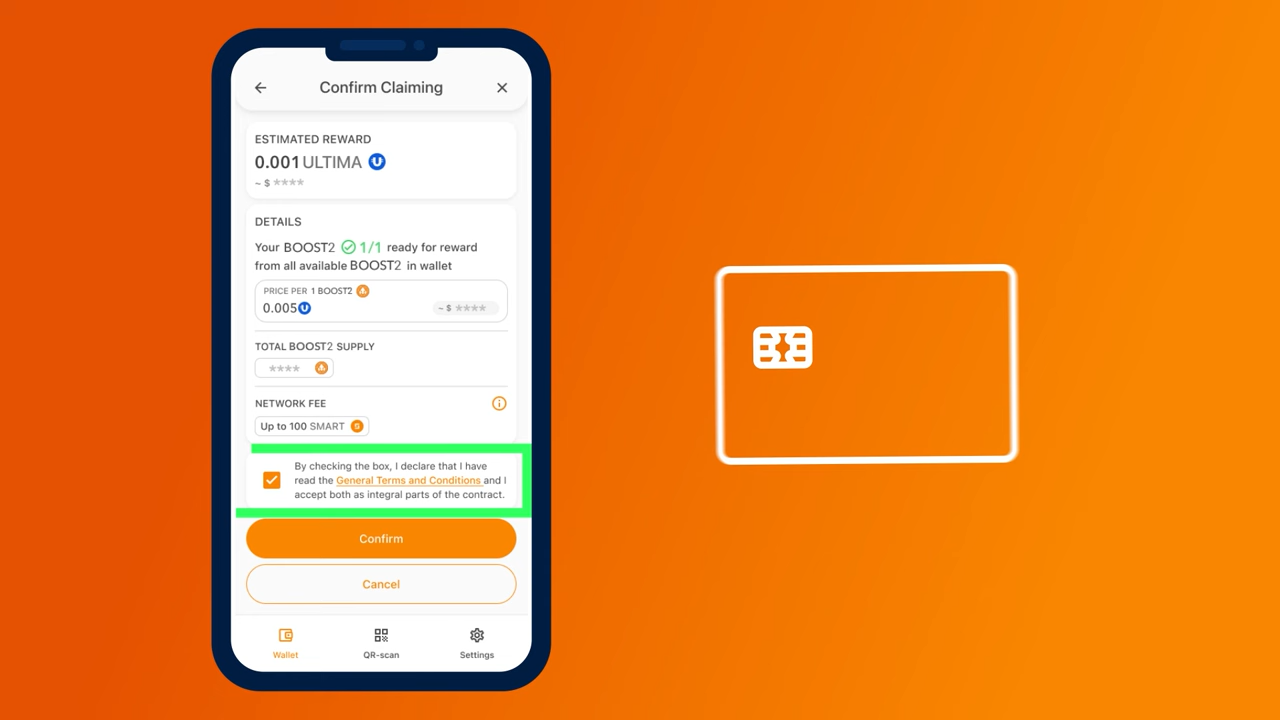 Confirm Claiming
ESTIMATED REWARD
0.001 ULTIMA
~ $ ****
DETAILS
Your BOOST2 1/1 ready for reward
from all available BOOST2 in wallet
PRICE PER 1 BOOST2
0.005 ~ $ ****
TOTAL BOOST2 SUPPLY
****
NETWORK FEE
Up to 100 SMART
By checking the box, I declare that I have
read the General Terms and Conditions and I
accept both as integral parts of the contract.
Confirm
Cancel
Wallet QR-scan Settings